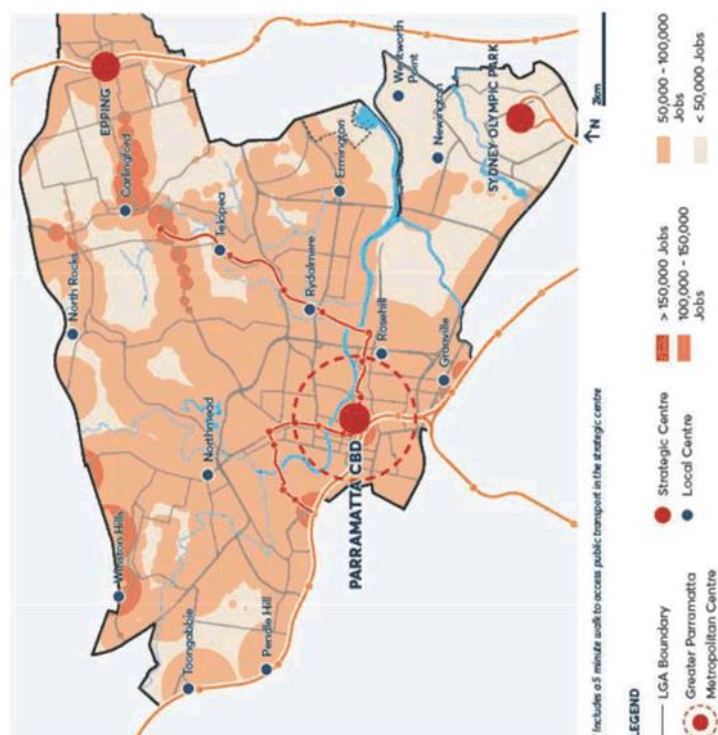 EPPING
Carlingford
North Rocks
Telopea
Ermington
Wentworth
Point
Newington
SYDNEY OLYMPIC PARK
Rydalmere
Rosehill
Granville
Northmead
PARRAMATTA CBD
Winston Hills
Toongabbie
Pendle Hill
N
2km
Includes a 5 minute walk to access public transport in the strategic centre
LEGEND
LGA Boundary
Greater Parramatta
Metropolitan Centre
Strategic Centre
Local Centre
> 150,000 Jobs
100,000 - 150,000
Jobs
50,000 - 100,000
Jobs
< 50,000 Jobs